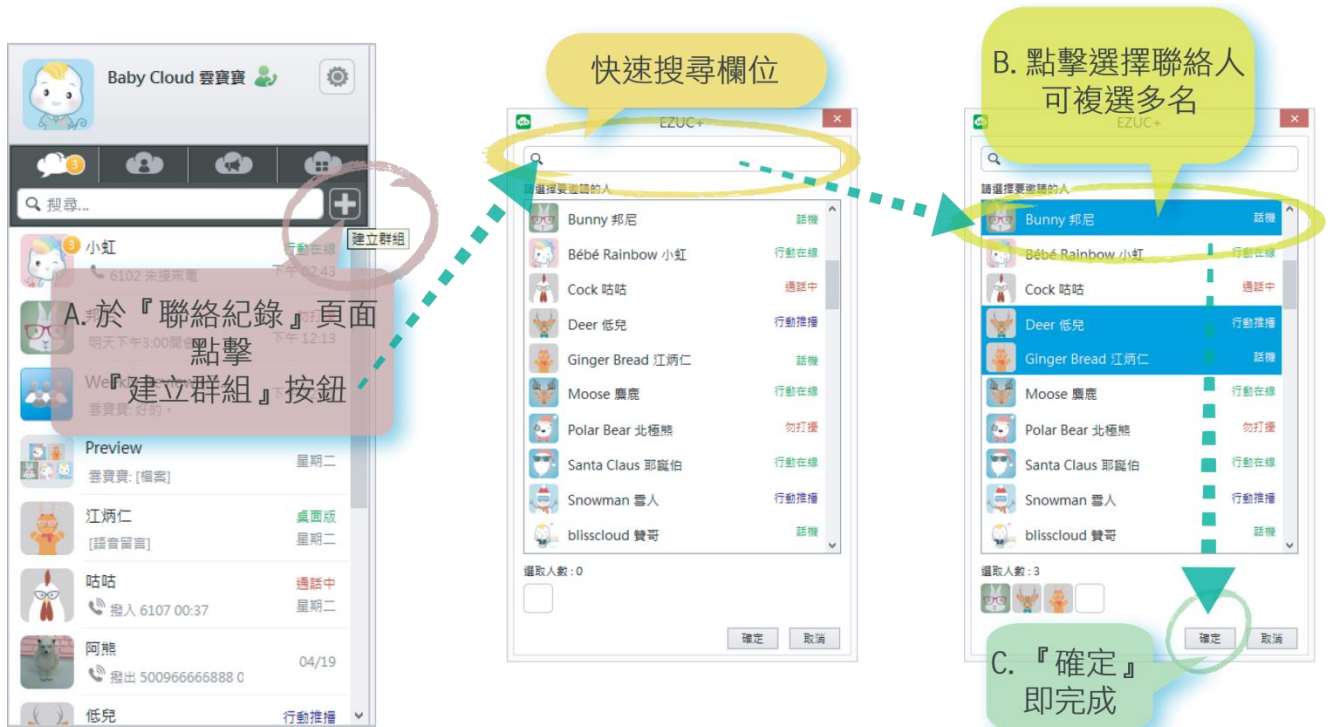 Baby Cloud 雲寶寶
3
搜尋...
建立群組
3
小虹
行動在線
6102 未接來電
下午 02:43
A. 於『聯絡紀錄』頁面
點擊
『建立群組』按鈕
明天下午3:00開會
下午 12:13
雲寶寶: 好的。
Preview
雲寶寶: [檔案]
星期二
江炳仁
桌面版
[語音留言]
星期二
咕咕
通話中
撥入 6107 00:37
星期二
阿熊
撥出 500966666888 0
04/19
低兒
行動推播
快速搜尋欄位
EZUC+
請選擇要邀請的人
Bunny 邦尼
話機
Bébé Rainbow 小虹
行動在線
Cock 咕咕
通話中
Deer 低兒
行動推播
Ginger Bread 江炳仁
話機
Moose 麋鹿
行動在線
Polar Bear 北極熊
勿打擾
Santa Claus 耶誕伯
行動在線
Snowman 雪人
行動推播
blisscloud 贊哥
話機
選取人數 : 0
確定
取消
B. 點擊選擇聯絡人
可複選多名
EZUC+
請選擇要邀請的人
Bunny 邦尼
話機
Bébé Rainbow 小虹
行動在線
Cock 咕咕
通話中
Deer 低兒
行動推播
Ginger Bread 江炳仁
話機
Moose 麋鹿
行動在線
Polar Bear 北極熊
勿打擾
Santa Claus 耶誕伯
行動在線
Snowman 雪人
行動推播
blisscloud 贊哥
話機
選取人數 : 3
確定
取消
C.『確定』
即完成